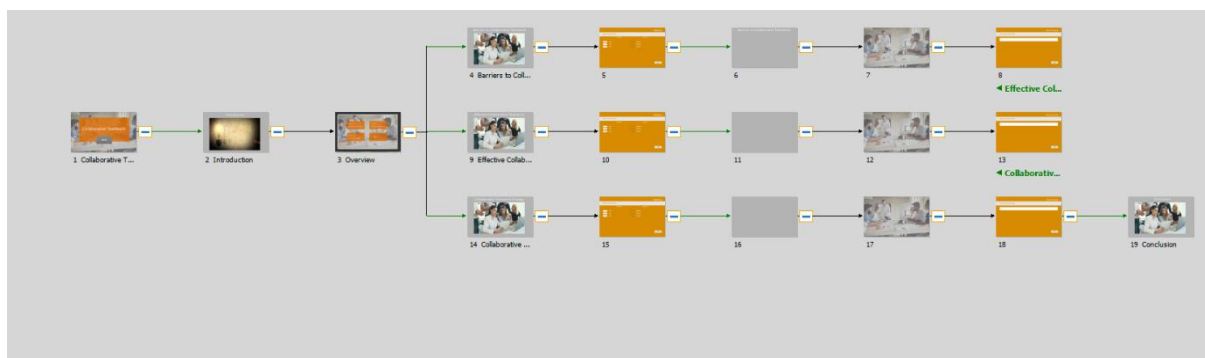 4 Barriers to Coll...
5
6
7
8
◄ Effective Col...
1 Collaborative T...
2 Introduction
3 Overview
9 Effective Collab...
10
11
12
13
◄ Collaborativ...
14 Collaborative ...
15
16
17
18
19 Conclusion